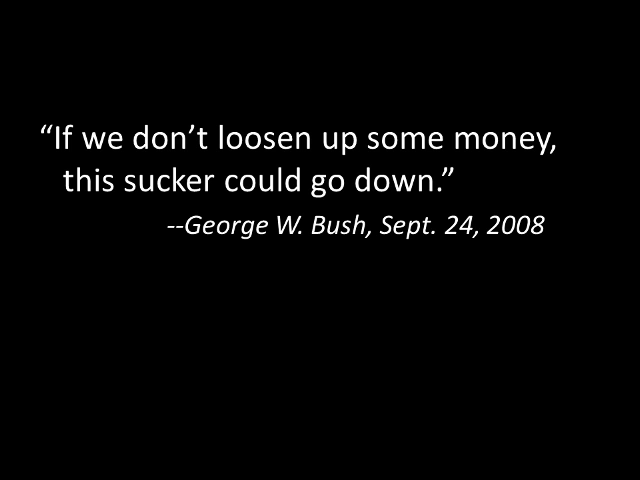 “If we don’t loosen up some money,
this sucker could go down.”
--George W. Bush, Sept. 24, 2008